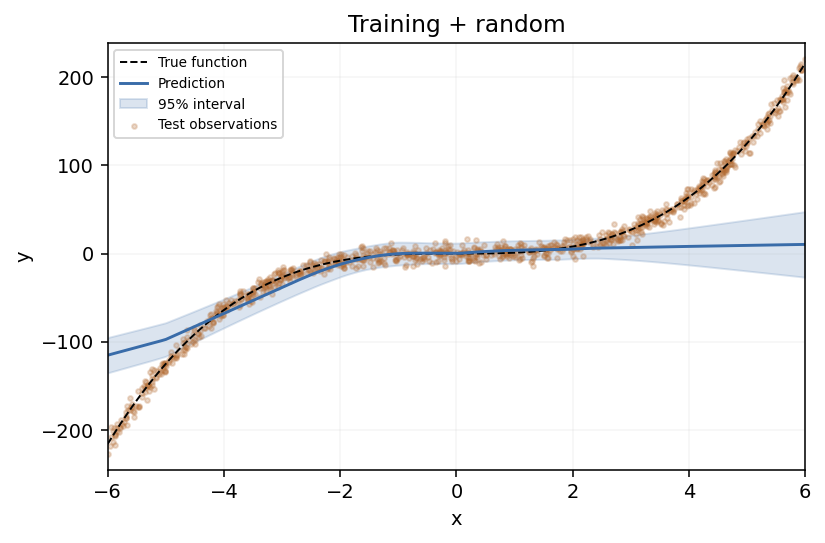 Training + random
True function
Prediction
95% interval
Test observations
200
100
0
−100
−200
y
−6
−4
−2
0
2
4
6
x